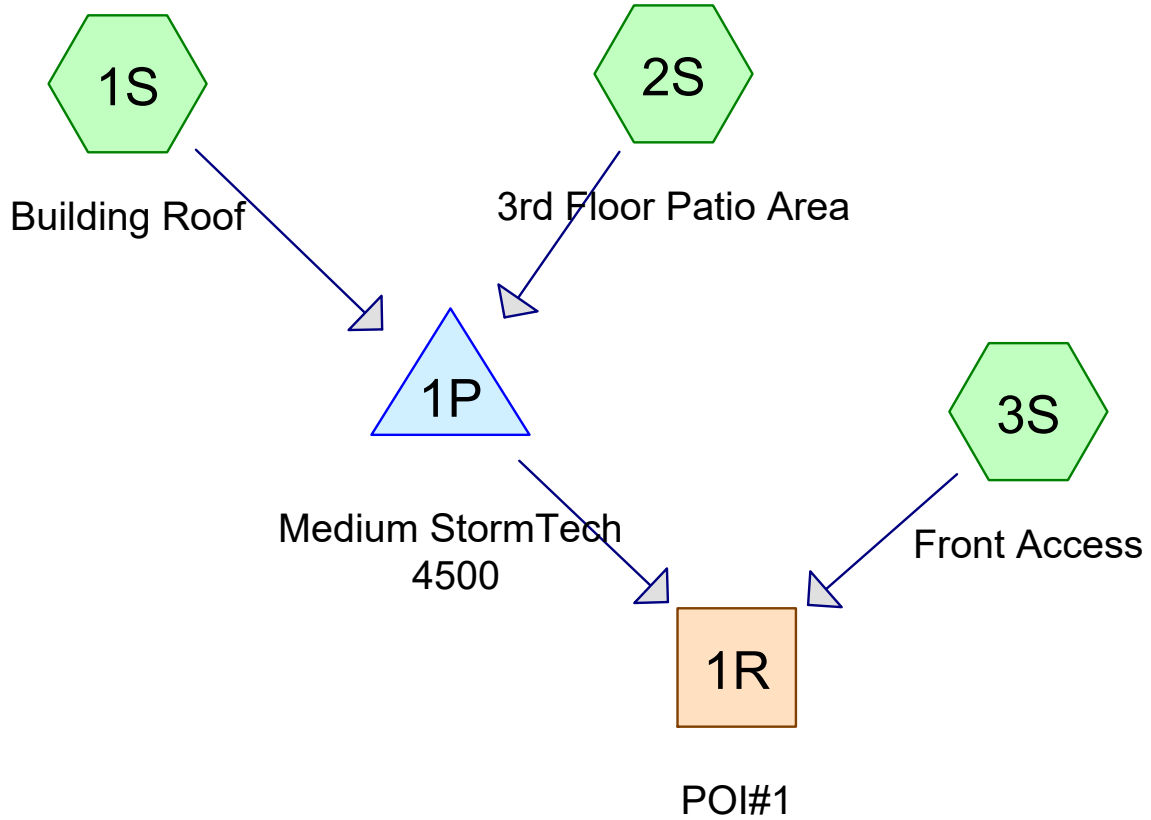 1S
2S
Building Roof
3rd Floor Patio Area
1P
3S
Medium StormTech
4500
Front Access
1R
POI#1